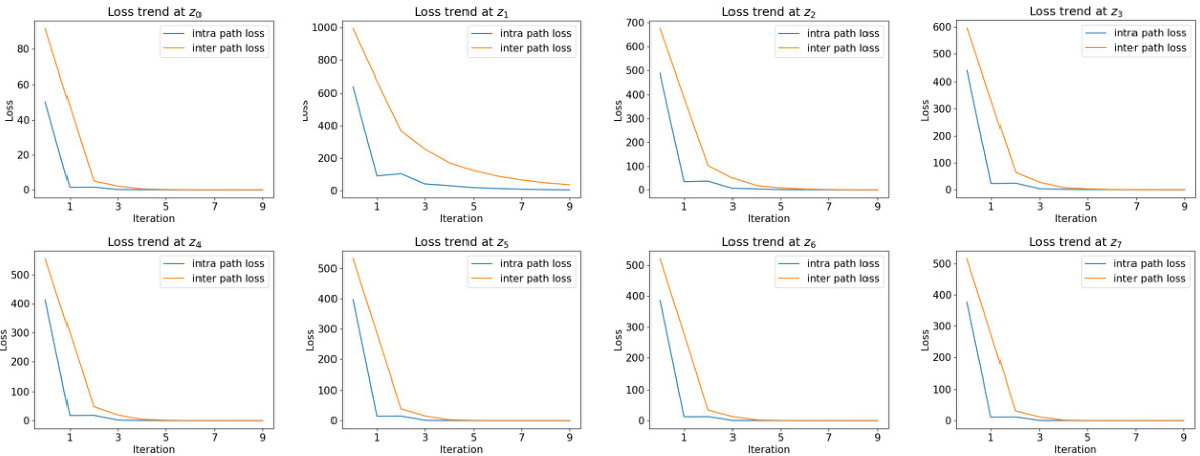 Loss trend at z₀
intra path loss
inter path loss
80
60
40
20
0
Loss
1 3 5 7 9
Iteration
Loss trend at z₁
intra path loss
inter path loss
1000
800
600
400
200
0
Loss
1 3 5 7 9
Iteration
Loss trend at z₂
intra path loss
inter path loss
700
600
500
400
300
200
100
0
Loss
1 3 5 7 9
Iteration
Loss trend at z₃
intra path loss
inter path loss
600
500
400
300
200
100
0
Loss
1 3 5 7 9
Iteration
Loss trend at z₄
intra path loss
inter path loss
500
400
300
200
100
0
Loss
1 3 5 7 9
Iteration
Loss trend at z₅
intra path loss
inter path loss
500
400
300
200
100
0
Loss
1 3 5 7 9
Iteration
Loss trend at z₆
intra path loss
inter path loss
500
400
300
200
100
0
Loss
1 3 5 7 9
Iteration
Loss trend at z₇
intra path loss
inter path loss
500
400
300
200
100
0
Loss
1 3 5 7 9
Iteration